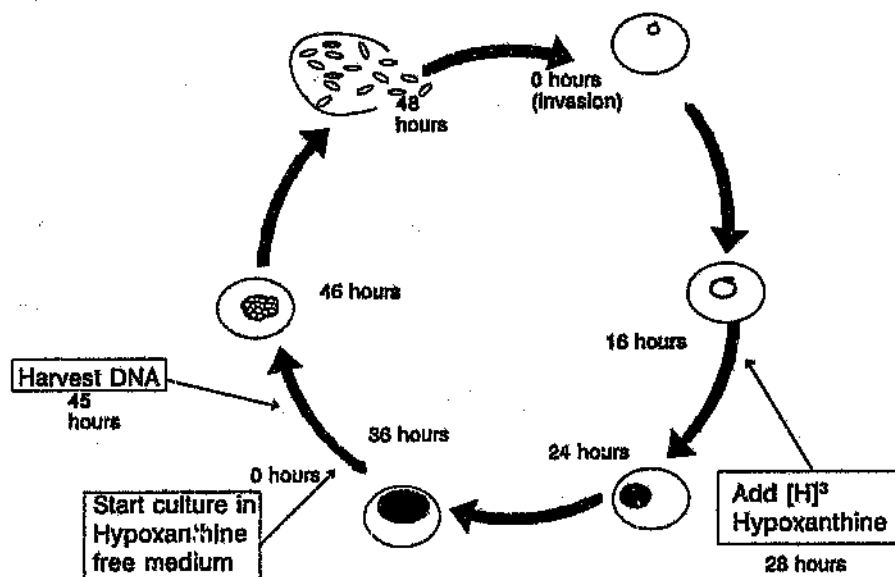 0 hours
(invasion)
48
hours
46 hours
16 hours
Harvest DNA
45
hours
36 hours
24 hours
0 hours
Start culture in
Hypoxanthine
free medium
Add [H]³
Hypoxanthine
28 hours